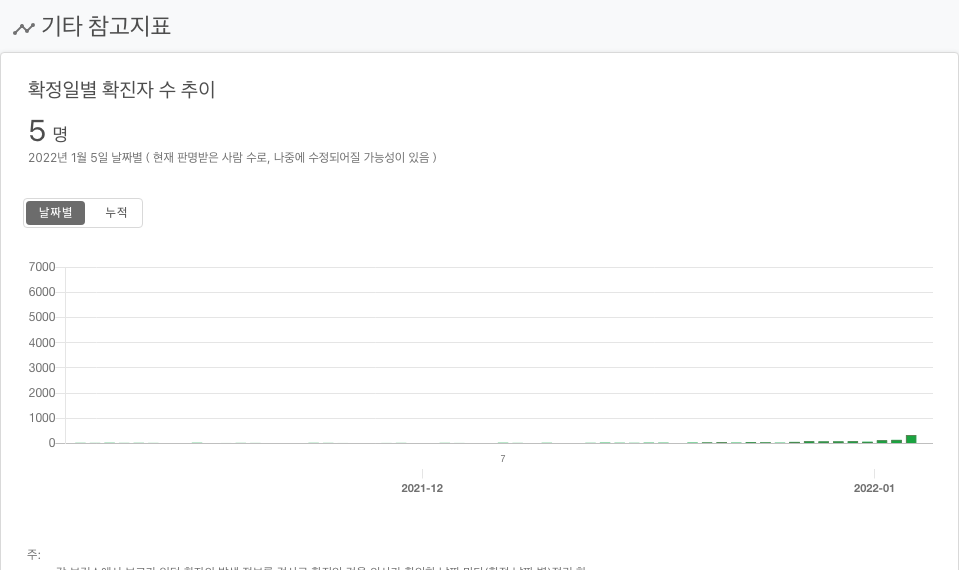 기타 참고지표
확정일별 확진자 수 추이
5 명
2022년 1월 5일 날짜별 ( 현재 판명받은 사람 수로, 나중에 수정되어질 가능성이 있음 )
날짜별 누적
7000
6000
5000
4000
3000
2000
1000
0
7
2021-12 2022-01
주: